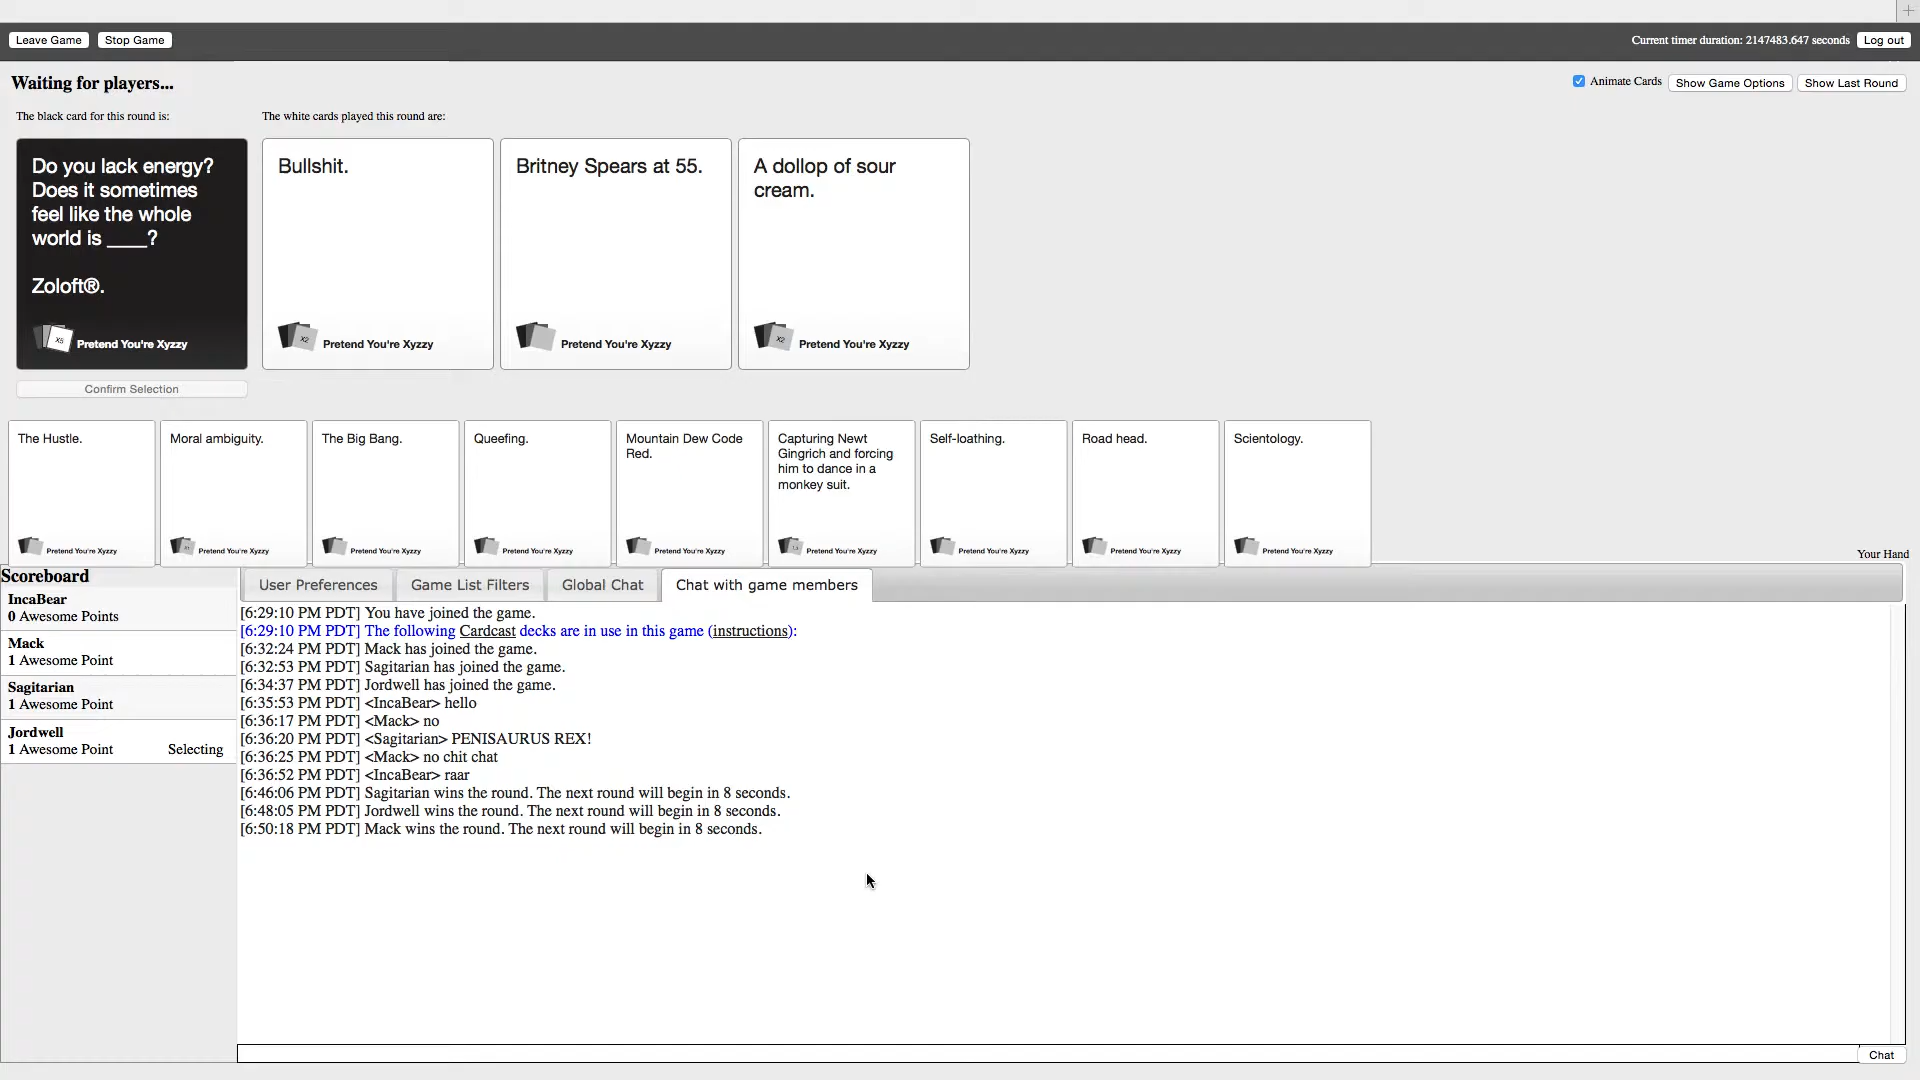 Leave Game
Stop Game
Current timer duration: 2147483.647 seconds
Log out
Waiting for players...
Animate Cards
Show Game Options
Show Last Round
The black card for this round is:
The white cards played this round are:
Do you lack energy?
Does it sometimes
feel like the whole
world is ____?
Zoloft®.
X5
Pretend You're Xyzzy
Bullshit.
X2
Pretend You're Xyzzy
Britney Spears at 55.
Pretend You're Xyzzy
A dollop of sour
cream.
X2
Pretend You're Xyzzy
Confirm Selection
The Hustle.
Pretend You're Xyzzy
Moral ambiguity.
Pretend You're Xyzzy
The Big Bang.
Pretend You're Xyzzy
Queefing.
Pretend You're Xyzzy
Mountain Dew Code
Red.
Pretend You're Xyzzy
Capturing Newt
Gingrich and forcing
him to dance in a
monkey suit.
Pretend You're Xyzzy
Self-loathing.
Pretend You're Xyzzy
Road head.
Pretend You're Xyzzy
Scientology.
Pretend You're Xyzzy
Your Hand
Scoreboard
IncaBear
0 Awesome Points
Mack
1 Awesome Point
Sagitarian
1 Awesome Point
Jordwell
1 Awesome Point Selecting
User Preferences
Game List Filters
Global Chat
Chat with game members
[6:29:10 PM PDT] You have joined the game.
[6:29:10 PM PDT] The following Cardcast decks are in use in this game (instructions):
[6:32:24 PM PDT] Mack has joined the game.
[6:32:53 PM PDT] Sagitarian has joined the game.
[6:34:37 PM PDT] Jordwell has joined the game.
[6:35:53 PM PDT] <IncaBear> hello
[6:36:17 PM PDT] <Mack> no
[6:36:20 PM PDT] <Sagitarian> PENISAURUS REX!
[6:36:25 PM PDT] <Mack> no chit chat
[6:36:52 PM PDT] <IncaBear> raar
[6:46:06 PM PDT] Sagitarian wins the round. The next round will begin in 8 seconds.
[6:48:05 PM PDT] Jordwell wins the round. The next round will begin in 8 seconds.
[6:50:18 PM PDT] Mack wins the round. The next round will begin in 8 seconds.
Chat